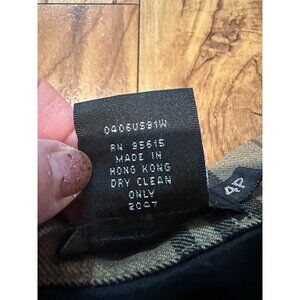 0406US91W
RN 95615
MADE IN
HONG KONG
DRY CLEAN
ONLY
2007
4P